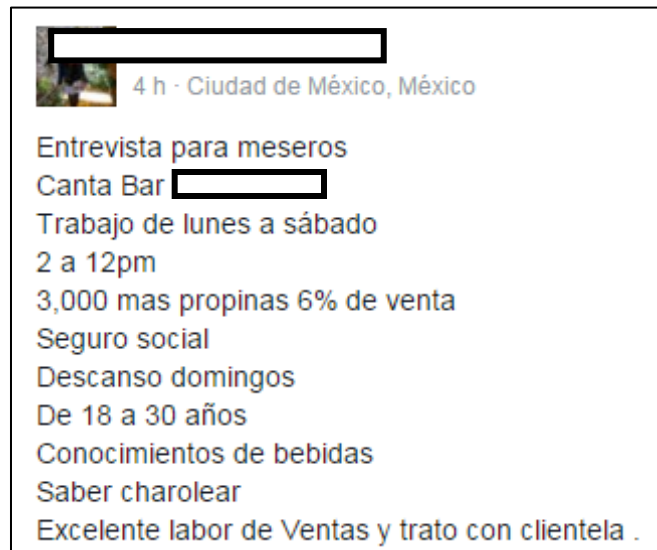 4 h · Ciudad de México, México
Entrevista para meseros
Canta Bar
Trabajo de lunes a sábado
2 a 12pm
3,000 mas propinas 6% de venta
Seguro social
Descanso domingos
De 18 a 30 años
Conocimientos de bebidas
Saber charolear
Excelente labor de Ventas y trato con clientela .